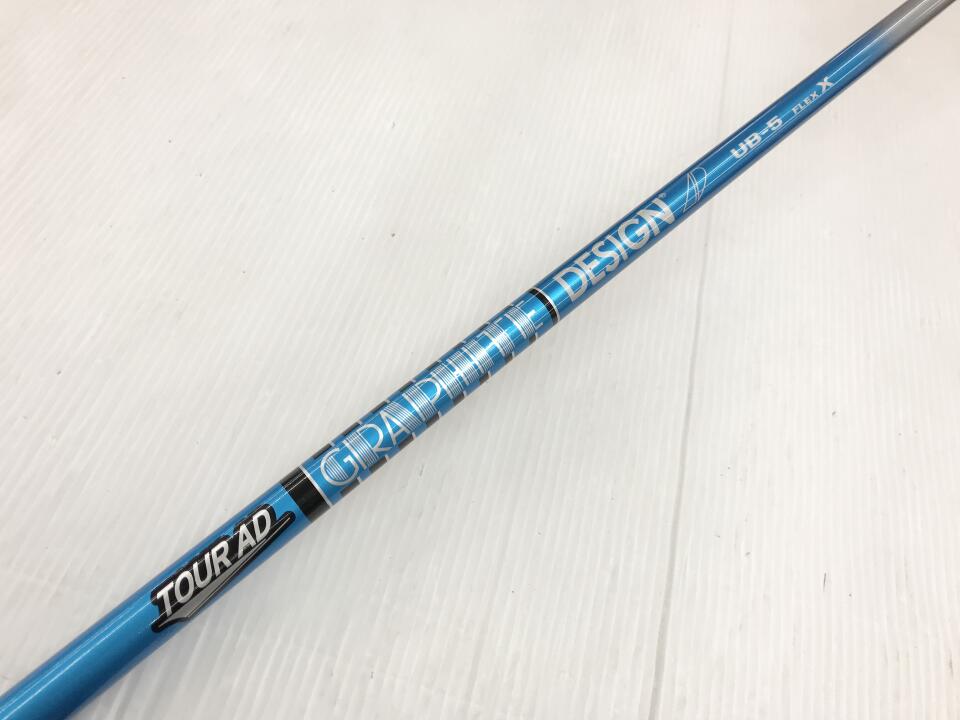 TOUR AD
GRAPHITE DESIGN®
UB-5 FLEX X